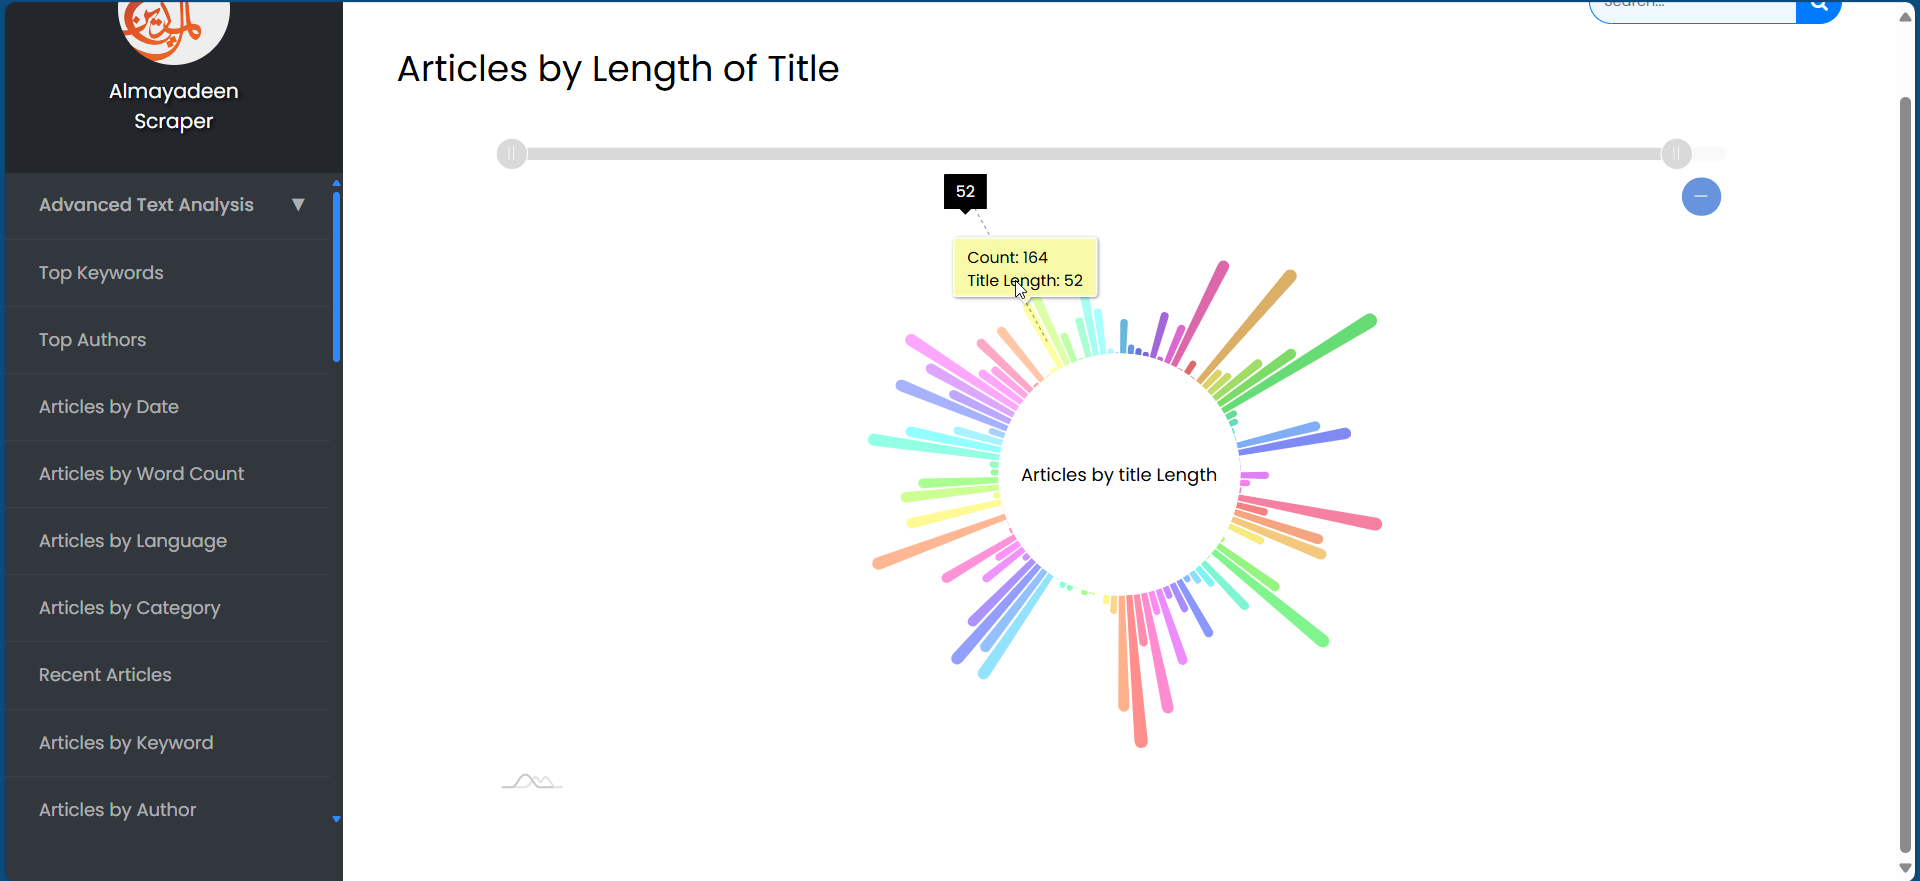 الميادين
Almayadeen
Scraper
Advanced Text Analysis ▼
Top Keywords
Top Authors
Articles by Date
Articles by Word Count
Articles by Language
Articles by Category
Recent Articles
Articles by Keyword
Articles by Author
Search...
Articles by Length of Title
52
Count: 164
Title Length: 52
Articles by title Length